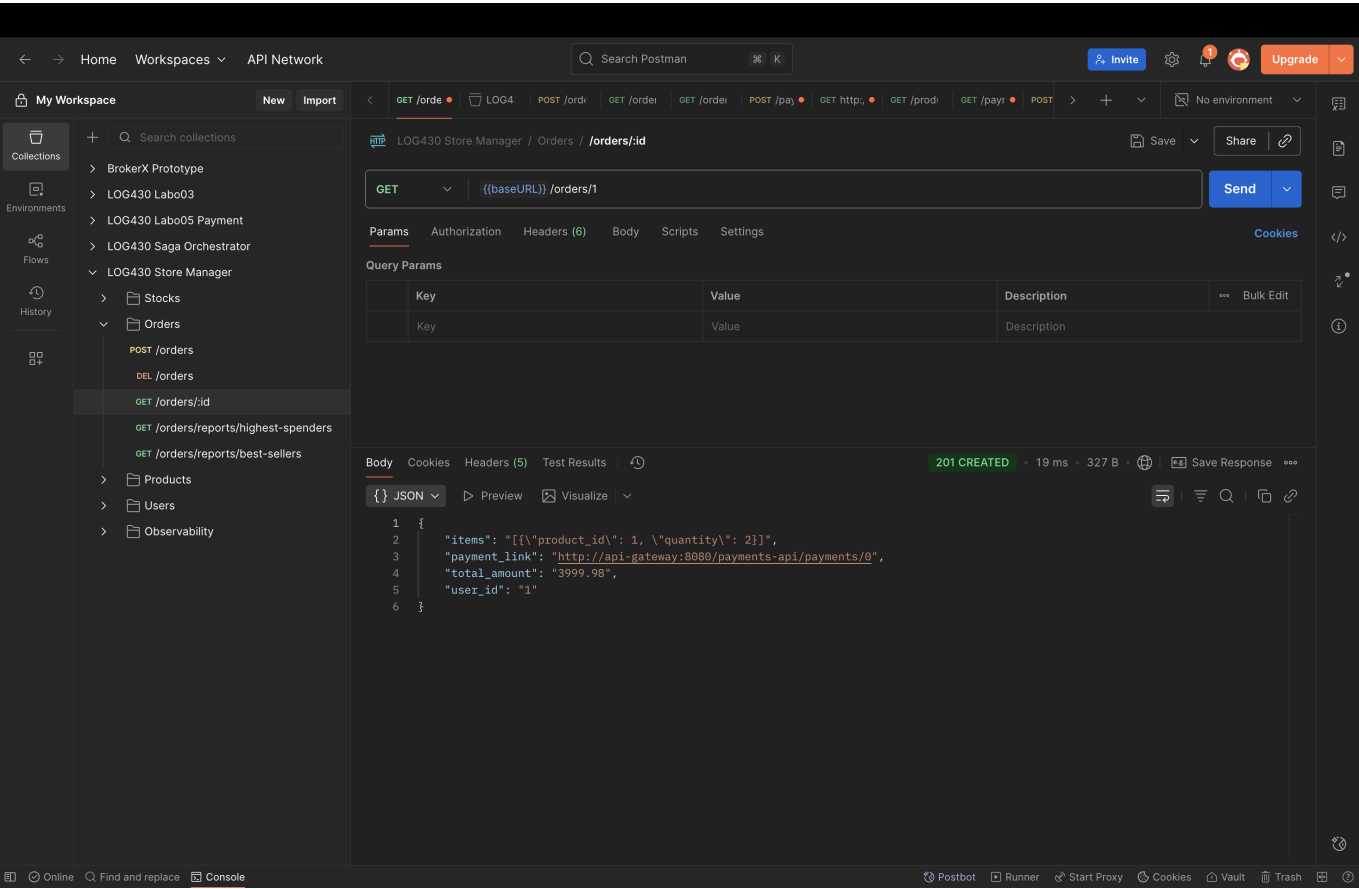 Home Workspaces API Network Search Postman ⌘ K Invite 1 Upgrade
My Workspace New Import GET /orde LOG4 POST /orde GET /order GET /order POST /pay GET http:, GET /prod GET /payr POST No environment
Collections
Environments
Flows
History
Search collections
BrokerX Prototype
LOG430 Labo03
LOG430 Labo05 Payment
LOG430 Saga Orchestrator
LOG430 Store Manager
Stocks
Orders
POST /orders
DEL /orders
GET /orders/:id
GET /orders/reports/highest-spenders
GET /orders/reports/best-sellers
Products
Users
Observability
HTTP LOG430 Store Manager / Orders / /orders/:id Save Share
GET {{baseURL}} /orders/1 Send
Params Authorization Headers (6) Body Scripts Settings Cookies
Query Params
Key Value Description Bulk Edit
Key Value Description
Body Cookies Headers (5) Test Results 201 CREATED 19 ms 327 B Save Response
{} JSON Preview Visualize
1 {
2 "items": "[{\"product_id\": 1, \"quantity\": 2}]",
3 "payment_link": "http://api-gateway:8080/payments-api/payments/0",
4 "total_amount": "3999.98",
5 "user_id": "1"
6 }
Online Find and replace Console Postbot Runner Start Proxy Cookies Vault Trash